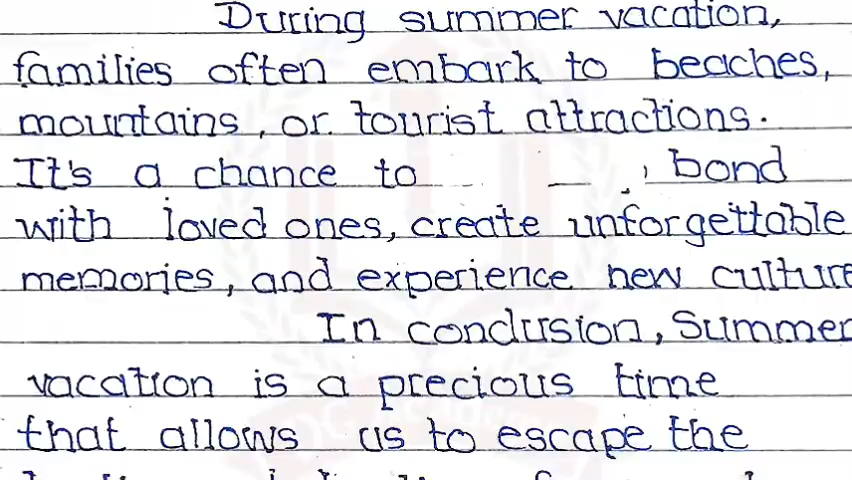 During summer vacation,
families often embark to beaches,
mountains, or tourist attractions.
It's a chance to , bond
with loved ones, create unforgettable
memories, and experience new culture
In conclusion, Summer
vacation is a precious time
that allows us to escape the